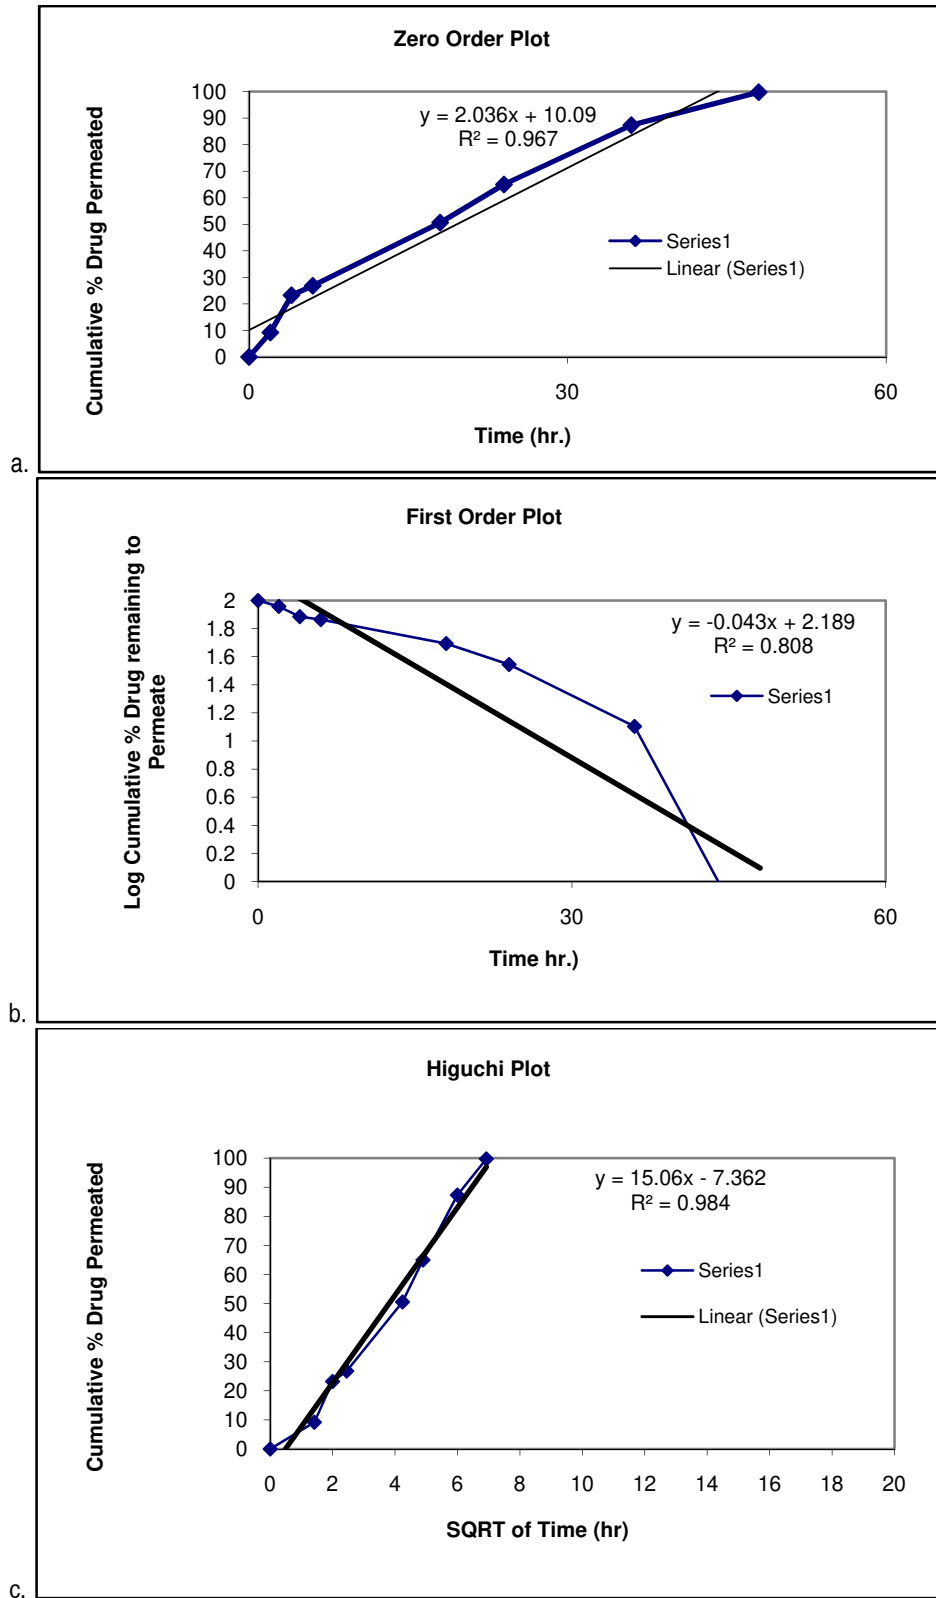 Zero Order Plot
100
90
80
70
60
50
40
30
20
10
0
y = 2.036x + 10.09
R² = 0.967
Series1
Linear (Series1)
Cumulative % Drug Permeated
0 30 60
Time (hr.)
a.
First Order Plot
2
1.8
1.6
1.4
1.2
1
0.8
0.6
0.4
0.2
0
y = -0.043x + 2.189
R² = 0.808
Series1
Log Cumulative % Drug remaining to
Permeate
0 30 60
Time hr.)
b.
Higuchi Plot
100
90
80
70
60
50
40
30
20
10
0
y = 15.06x - 7.362
R² = 0.984
Series1
Linear (Series1)
Cumulative % Drug Permeated
0 2 4 6 8 10 12 14 16 18 20
SQRT of Time (hr)
c.